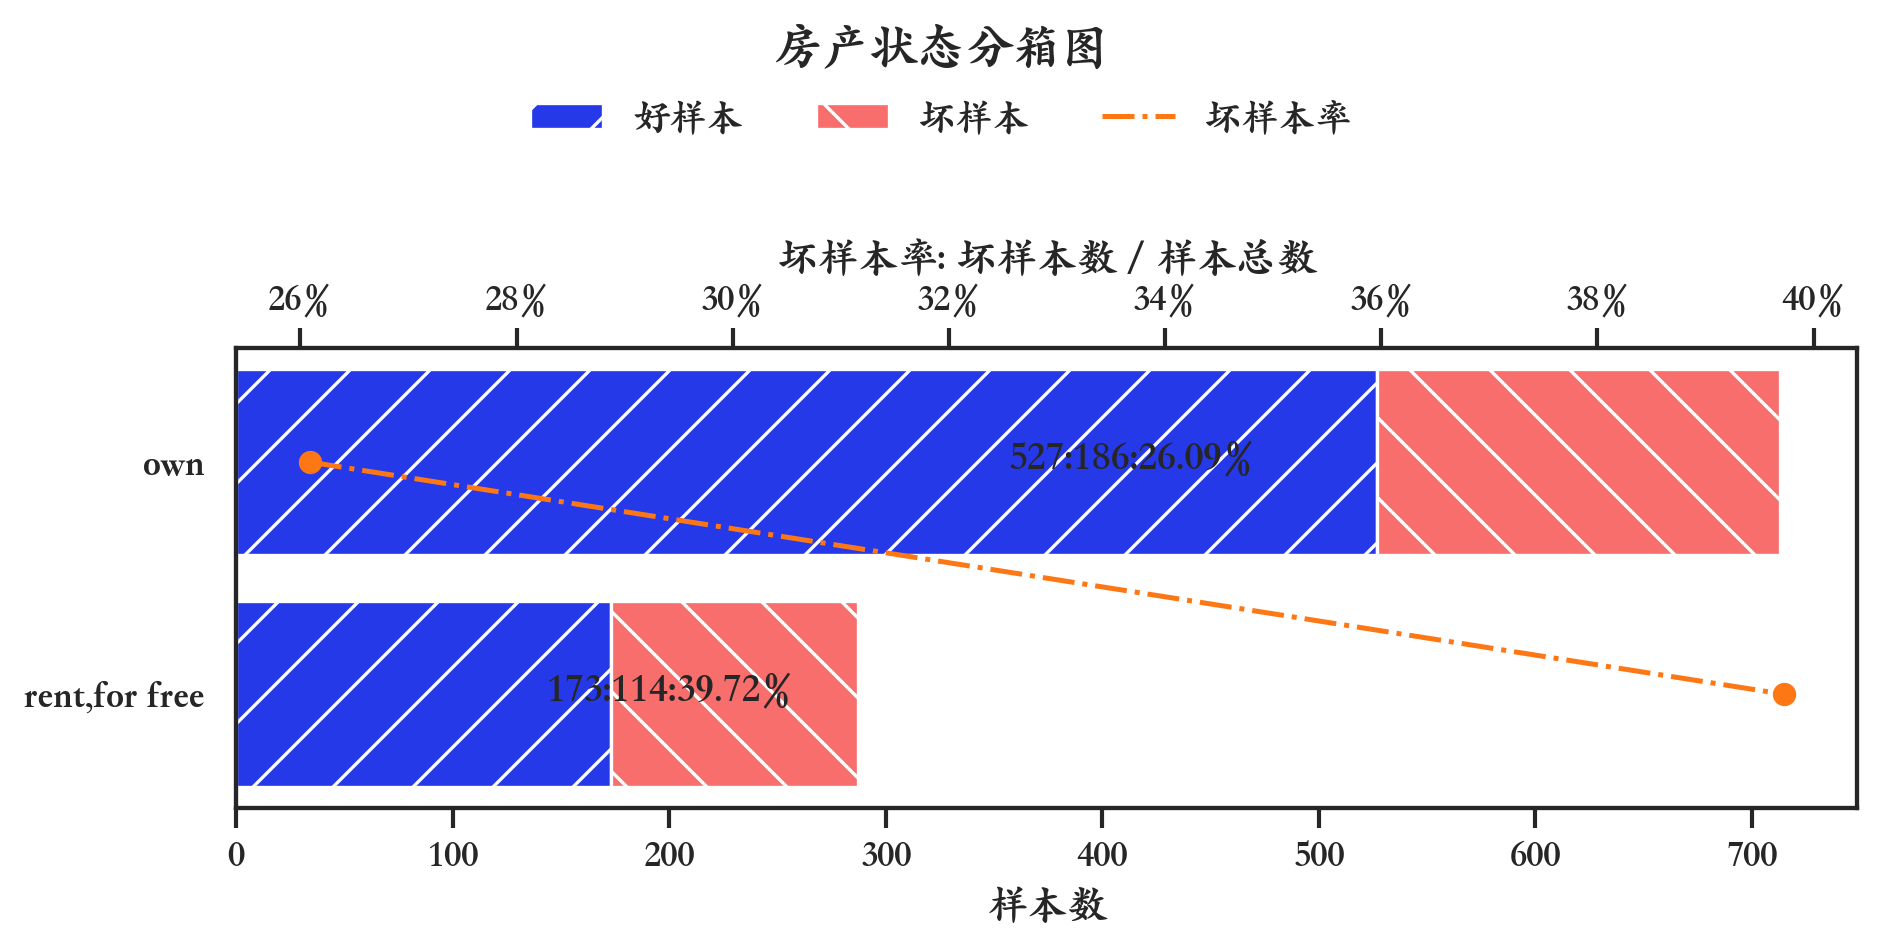 房产状态分箱图
好样本 坏样本 坏样本率
坏样本率: 坏样本数 / 样本总数
26% 28% 30% 32% 34% 36% 38% 40%
own
527:186:26.09%
rent,for free
173:114:39.72%
0 100 200 300 400 500 600 700
样本数